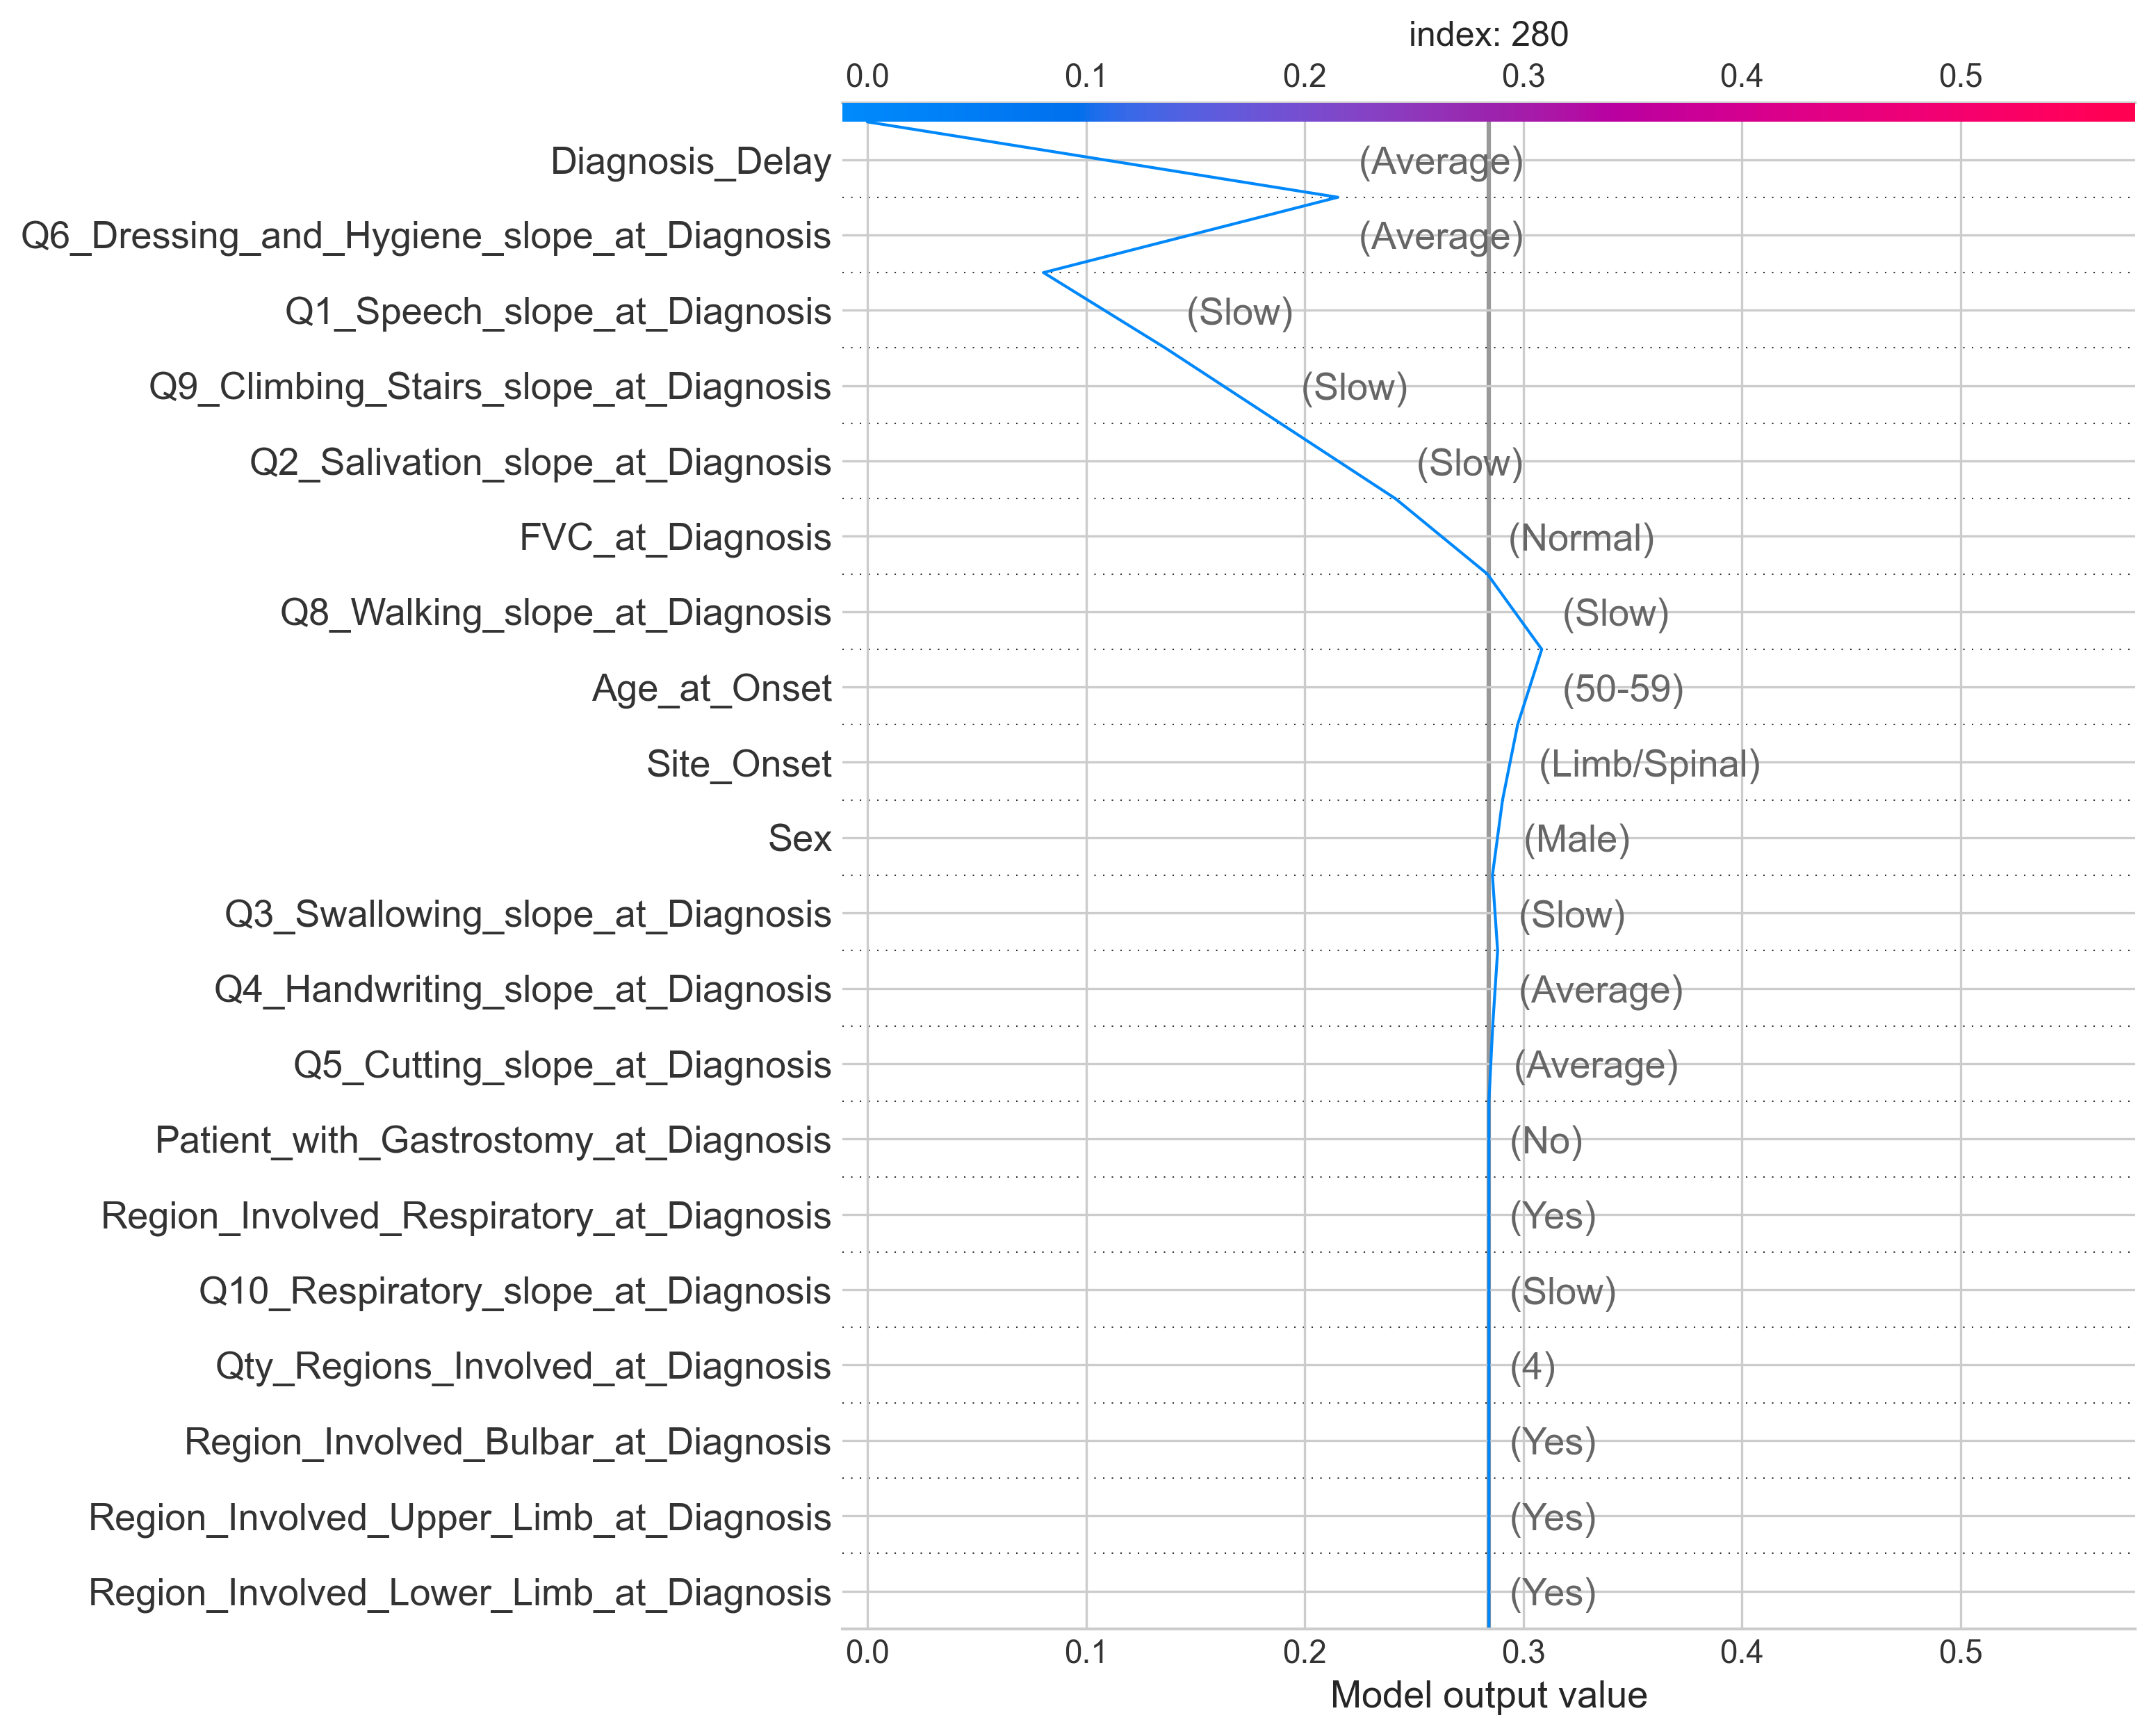 index: 280
0.0 0.1 0.2 0.3 0.4 0.5
Diagnosis_Delay (Average)
Q6_Dressing_and_Hygiene_slope_at_Diagnosis (Average)
Q1_Speech_slope_at_Diagnosis (Slow)
Q9_Climbing_Stairs_slope_at_Diagnosis (Slow)
Q2_Salivation_slope_at_Diagnosis (Slow)
FVC_at_Diagnosis (Normal)
Q8_Walking_slope_at_Diagnosis (Slow)
Age_at_Onset (50-59)
Site_Onset (Limb/Spinal)
Sex (Male)
Q3_Swallowing_slope_at_Diagnosis (Slow)
Q4_Handwriting_slope_at_Diagnosis (Average)
Q5_Cutting_slope_at_Diagnosis (Average)
Patient_with_Gastrostomy_at_Diagnosis (No)
Region_Involved_Respiratory_at_Diagnosis (Yes)
Q10_Respiratory_slope_at_Diagnosis (Slow)
Qty_Regions_Involved_at_Diagnosis (4)
Region_Involved_Bulbar_at_Diagnosis (Yes)
Region_Involved_Upper_Limb_at_Diagnosis (Yes)
Region_Involved_Lower_Limb_at_Diagnosis (Yes)
0.0 0.1 0.2 0.3 0.4 0.5
Model output value